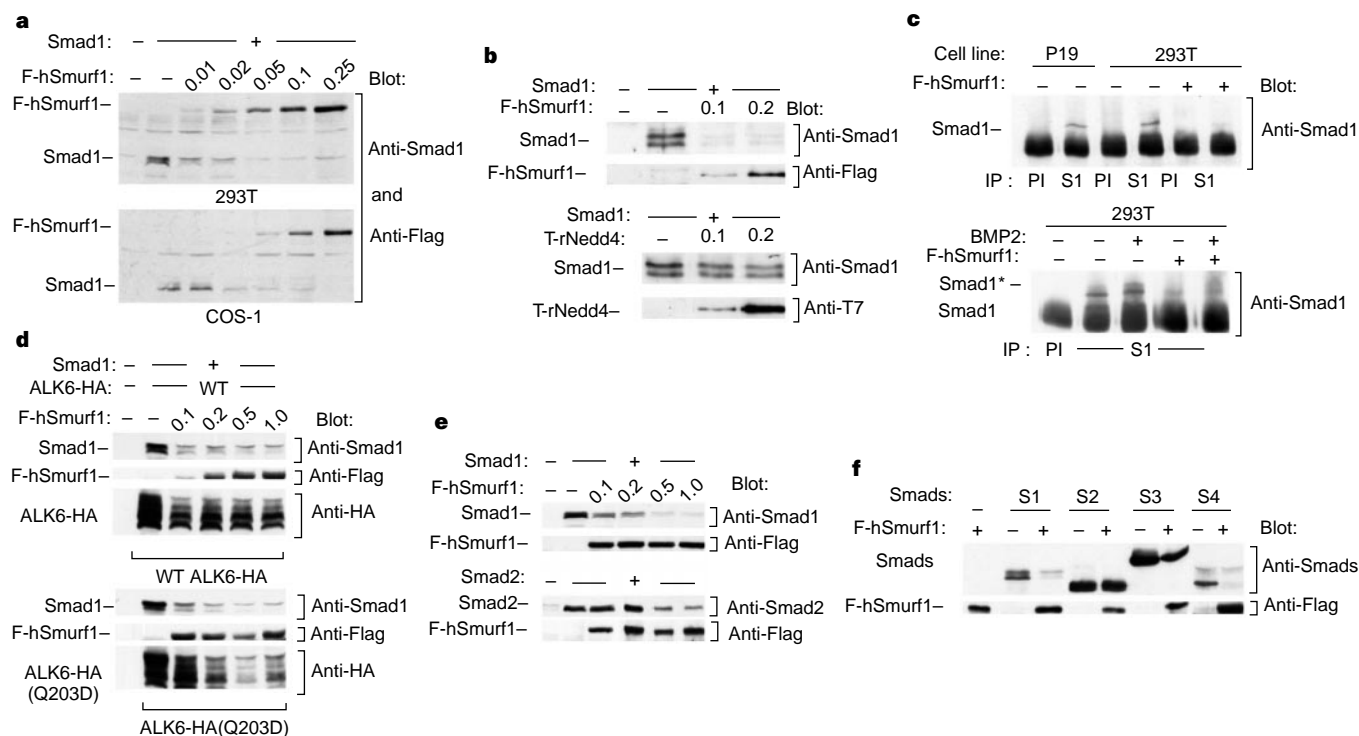 a
Smad1: – + 
F-hSmurf1: – – 0.01 0.02 0.05 0.1 0.25 Blot:
F-hSmurf1–
Smad1–
Anti-Smad1
293T
and
F-hSmurf1–
Anti-Flag
Smad1–
COS-1
b
Smad1: – +
F-hSmurf1: – – 0.1 0.2 Blot:
Smad1– Anti-Smad1
F-hSmurf1– Anti-Flag
Smad1: +
T-rNedd4: – 0.1 0.2
Smad1– Anti-Smad1
T-rNedd4– Anti-T7
c
Cell line: P19 293T
F-hSmurf1: – – – – + + Blot:
Smad1– Anti-Smad1
IP : PI S1 PI S1 PI S1
293T
BMP2: – – + – +
F-hSmurf1: – – – + +
Smad1* –
Smad1 Anti-Smad1
IP : PI S1
d
Smad1: – +
ALK6-HA: – WT
F-hSmurf1: – – 0.1 0.2 0.5 1.0 Blot:
Smad1– Anti-Smad1
F-hSmurf1– Anti-Flag
ALK6-HA Anti-HA
WT ALK6-HA
Smad1– Anti-Smad1
F-hSmurf1– Anti-Flag
ALK6-HA Anti-HA
(Q203D)
ALK6-HA(Q203D)
e
Smad1: – +
F-hSmurf1: – – 0.1 0.2 0.5 1.0 Blot:
Smad1– Anti-Smad1
F-hSmurf1– Anti-Flag
Smad2: – +
Smad2– Anti-Smad2
F-hSmurf1– Anti-Flag
f
Smads: – S1 S2 S3 S4
F-hSmurf1: + – + – + – + – + Blot:
Smads Anti-Smads
F-hSmurf1– Anti-Flag